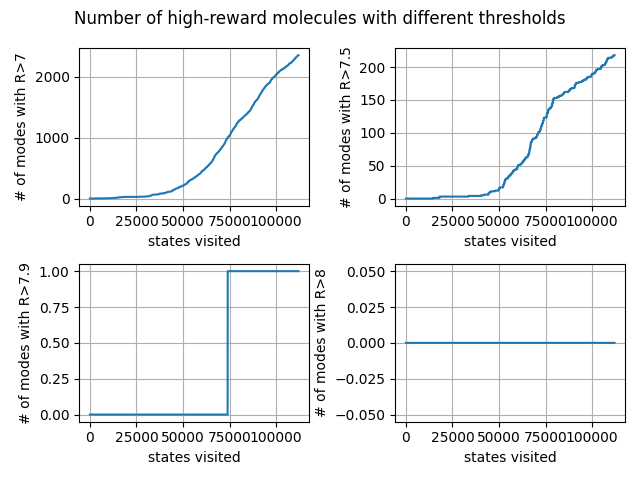 Number of high-reward molecules with different thresholds
# of modes with R>7
2000
1000
0
0 25000 50000 75000 100000
states visited
# of modes with R>7.5
200
150
100
50
0
0 25000 50000 75000 100000
states visited
# of modes with R>7.9
1.00
0.75
0.50
0.25
0.00
0 25000 50000 75000 100000
states visited
# of modes with R>8
0.050
0.025
0.000
−0.025
−0.050
0 25000 50000 75000 100000
states visited